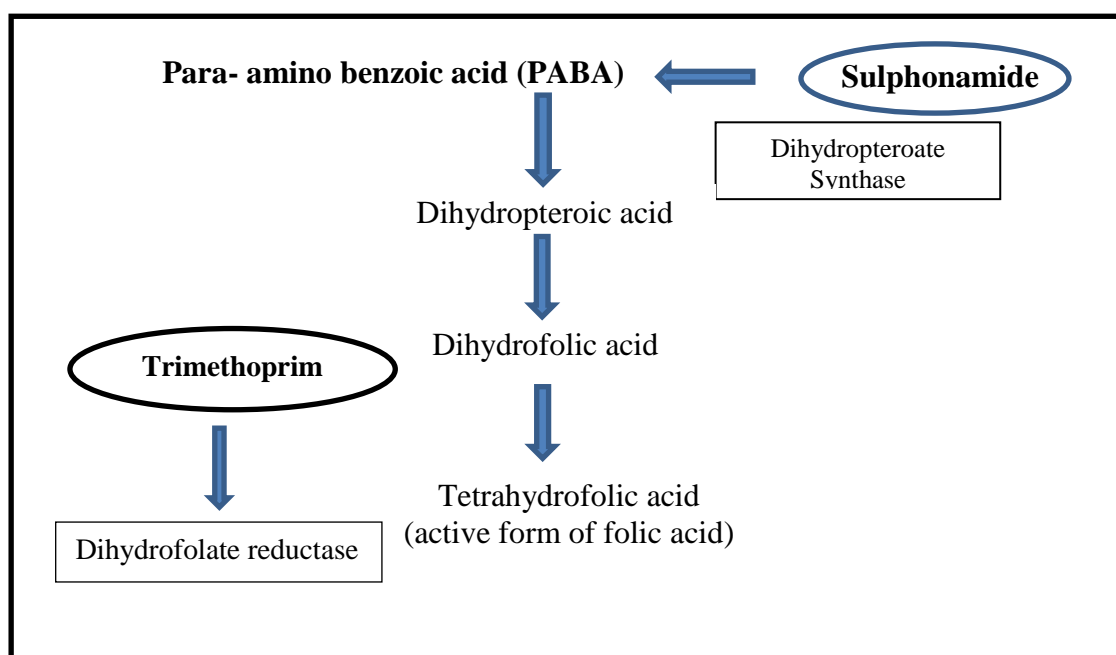 Para- amino benzoic acid (PABA)
Sulphonamide
Dihydropteroate
Synthase
Dihydropteroic acid
Dihydrofolic acid
Trimethoprim
Tetrahydrofolic acid
(active form of folic acid)
Dihydrofolate reductase